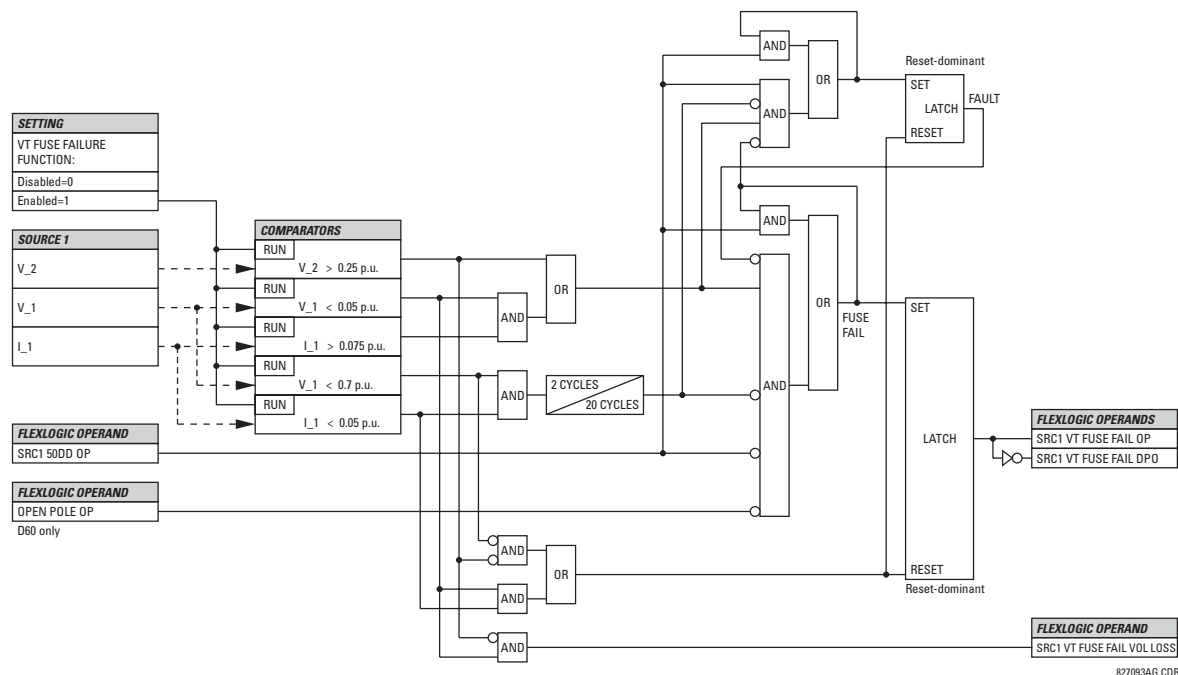 SETTING
VT FUSE FAILURE
FUNCTION:
Disabled=0
Enabled=1
SOURCE 1
V_2
V_1
I_1
FLEXLOGIC OPERAND
SRC1 50DD OP
FLEXLOGIC OPERAND
OPEN POLE OP
D60 only
COMPARATORS
RUN
V_2 > 0.25 p.u.
RUN
V_1 < 0.05 p.u.
RUN
I_1 > 0.075 p.u.
RUN
V_1 < 0.7 p.u.
RUN
I_1 < 0.05 p.u.
AND
OR
AND
2 CYCLES
20 CYCLES
AND
AND
OR
AND
AND
AND
OR
AND
AND
OR
FUSE
FAIL
Reset-dominant
SET
LATCH
FAULT
RESET
SET
LATCH
RESET
Reset-dominant
FLEXLOGIC OPERANDS
SRC1 VT FUSE FAIL OP
SRC1 VT FUSE FAIL DPO
FLEXLOGIC OPERAND
SRC1 VT FUSE FAIL VOL LOSS
827093AG.CDR